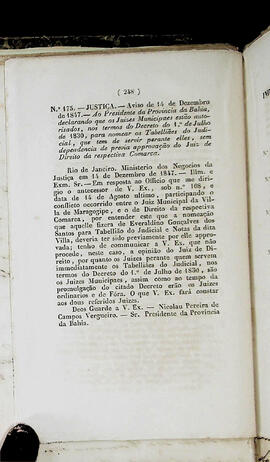 ( 248 )
N.º 175. — JUSTIÇA. — Aviso de 14 de Dezembro
de 1847. — Ao Presidente da Provincia da Bahia,
declarando que os Juizes Municipaes estão auto-
risados, nos termos do Decreto do 1.º de Julho
de 1830, para nomear os Tabelliães do Judi-
cial, que tem de servir perante elles, sem
dependencia de previa approvação do Juiz de
Direito da respectiva Comarca.
Rio de Janeiro. Ministerio dos Negocios da
Justiça em 14 de Dezembro de 1847. — Illm. e
Exm. Sr. — Em resposta ao Officio que me diri-
gio o antecessor de V. Ex., sob n.º 108, e
data de 14 de Agosto ultimo, participando o
conflicto occorrido entre o Juiz Municipal da Vil-
la de Maragogipe, e o de Direito da respectiva
Comarca, por entender este que a nomeação
que aquelle fizera de Everaldino Gonçalves dos
Santos para Tabellião do Judicial e Notas da dita
Villa, deveria ter sido previamente por elle appro-
vada; tenho de communicar a V. Ex. que não
procede, neste caso, a opinião do Juiz de Di-
reito, por quanto os Juizes perante quem servem
immediatamente os Tabelliães do Judicial, nos
termos do Decreto do 1.º de Julho de 1830, são
os Juizes Municipaes, assim como ao tempo da
promulgação do citado Decreto erão os Juizes
ordinarios e de Fóra. O que V. Ex. fará constar
aos dous referidos Juizes.
Deos Guarde a V. Ex. — Nicoláu Pereira de
Campos Vergueiro. — Sr. Presidente da Provincia
da Bahia.